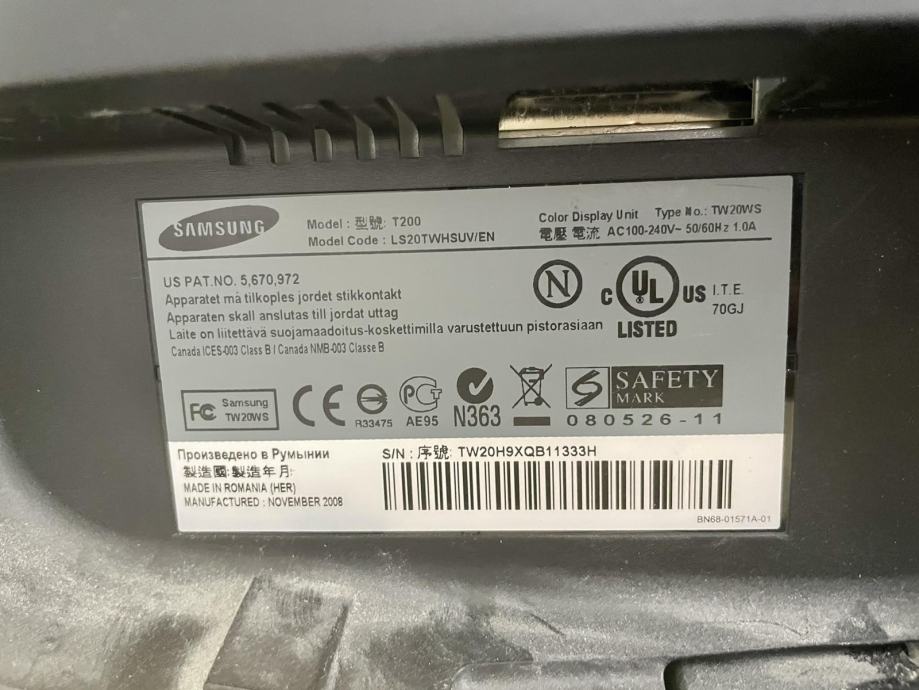 SAMSUNG
Model : 型號: T200
Model Code : LS20TWHSUV/EN
Color Display Unit Type No.: TW20WS
電壓 電流 AC100-240V~ 50/60Hz 1.0A
US PAT.NO. 5,670,972
Apparatet må tilkoples jordet stikkontakt
Apparaten skall anslutas till jordat uttag
Laite on liitettävä suojamaadoitus-koskettimilla varustettuun pistorasiaan
Canada ICES-003 Class B / Canada NMB-003 Classe B
N
C UL US
LISTED
I.T.E.
70GJ
FC Samsung
TW20WS
CE
R33475
РСТ
AE95
N363
S SAFETY
MARK
080526-11
Произведено в Румынии
製造國: 製造年月:
MADE IN ROMANIA (HER)
MANUFACTURED : NOVEMBER 2008
S/N : 序號: TW20H9XQB11333H
BN68-01571A-01